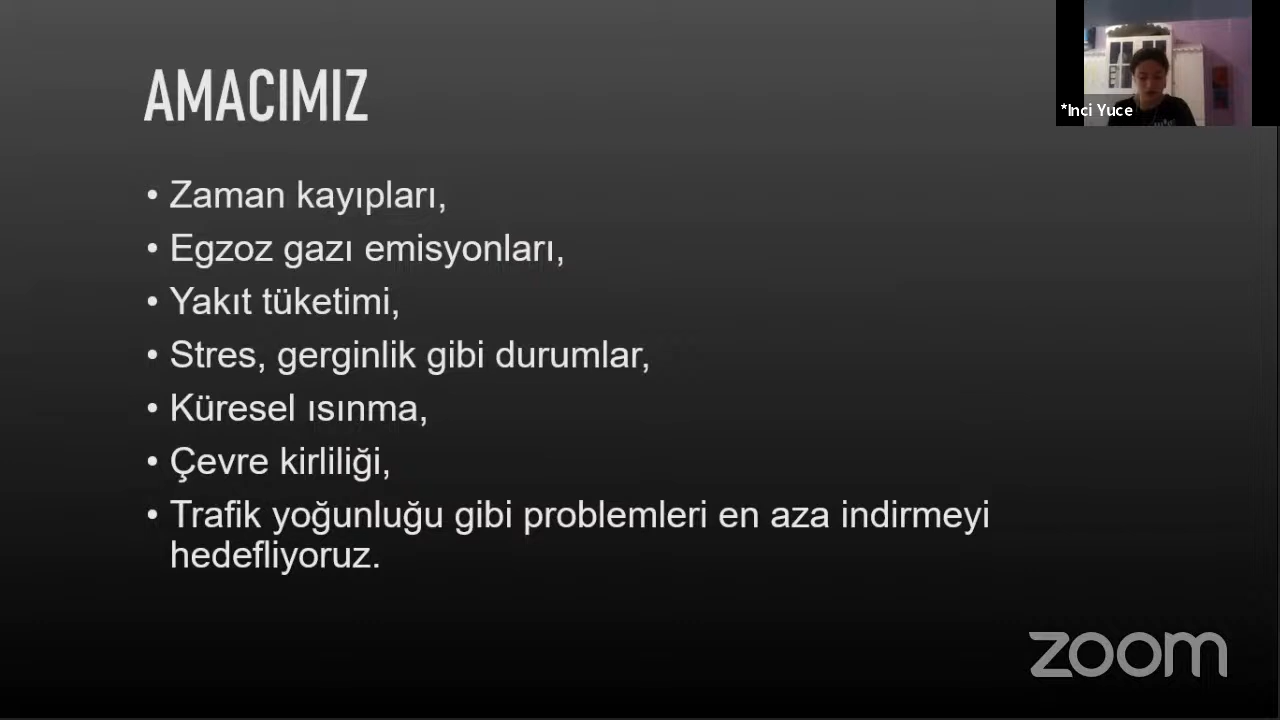 AMACIMIZ
*Inci Yuce
• Zaman kayıpları,
• Egzoz gazı emisyonları,
• Yakıt tüketimi,
• Stres, gerginlik gibi durumlar,
• Küresel ısınma,
• Çevre kirliliği,
• Trafik yoğunluğu gibi problemleri en aza indirmeyi
hedefliyoruz.
zoom